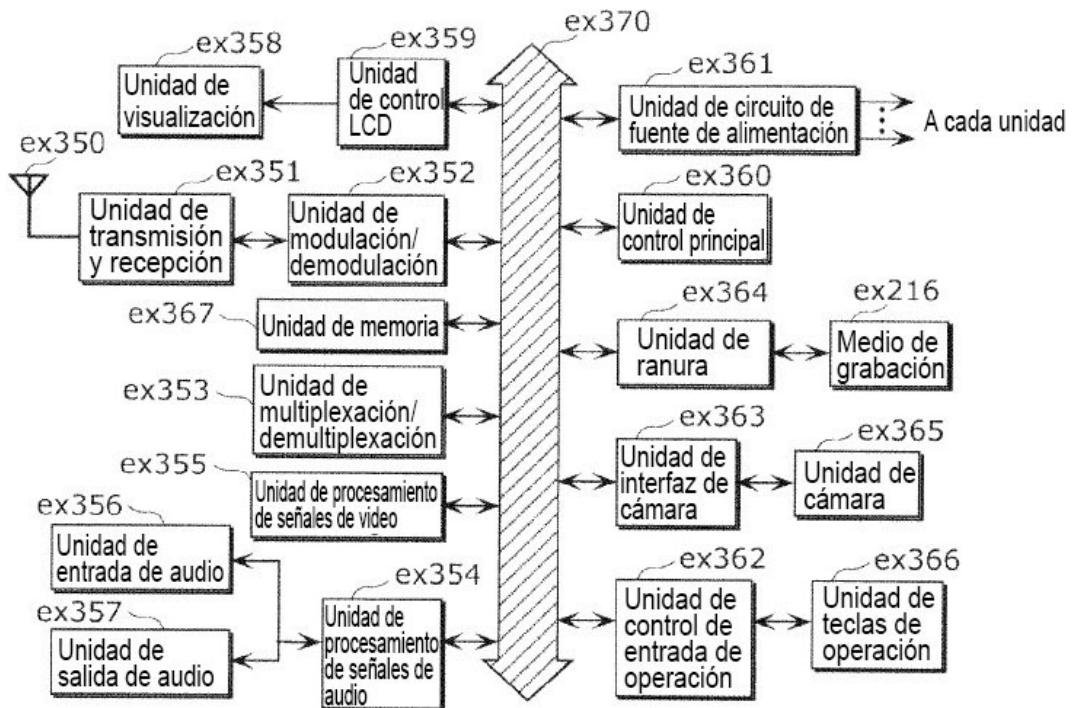 ex370
ex358
ex359
ex361
Unidad de
visualización
Unidad
de control
LCD
Unidad de circuito de
fuente de alimentación
A cada unidad
ex350
ex351
ex352
ex360
Unidad de
transmisión
y recepción
Unidad de
modulación/
demodulación
Unidad de
control principal
ex367
Unidad de memoria
ex364
ex216
Unidad de
ranura
Medio de
grabación
ex353
Unidad de
multiplexación/
demultiplexación
ex363
ex365
Unidad de
interfaz de
cámara
Unidad de
cámara
ex355
Unidad de procesamiento
de señales de video
ex356
Unidad de
entrada de audio
ex354
ex362
ex366
ex357
Unidad de
salida de audio
Unidad de
procesamiento
de señales de
audio
Unidad de
control de
entrada de
operación
Unidad de
teclas de
operación